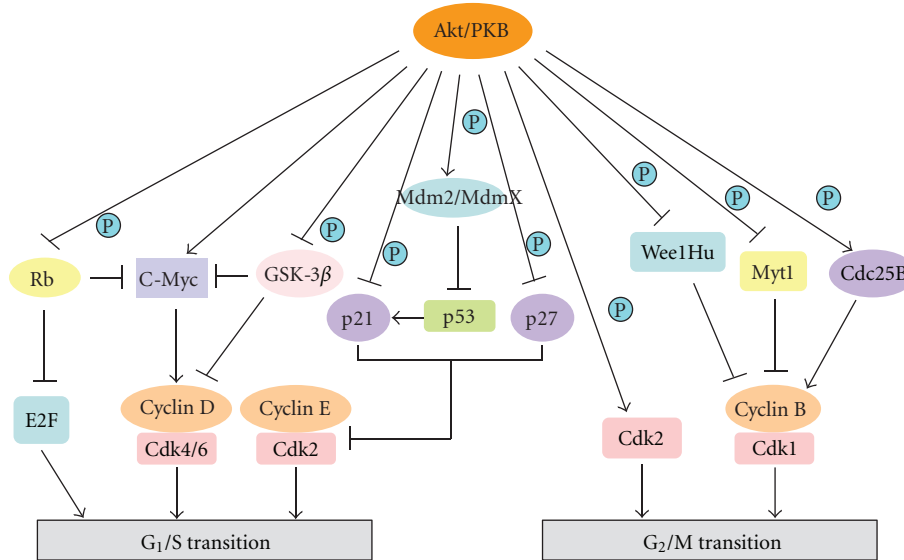 Akt/PKB
P
Mdm2/MdmX
P
P
P
P
P
P
P
P
Rb
C-Myc
GSK-3β
Wee1Hu
Myt1
Cdc25B
p21
p53
p27
E2F
Cyclin D
Cyclin E
Cyclin B
Cdk4/6
Cdk2
Cdk2
Cdk1
G₁/S transition
G₂/M transition